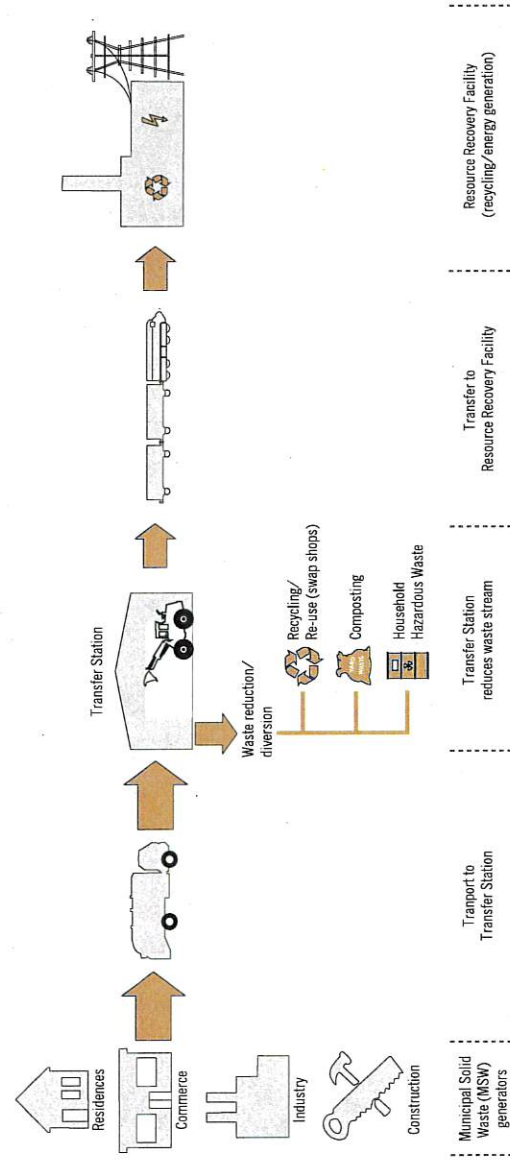 Residences
Commerce
Industry
Construction
Transfer Station
Waste reduction/
diversion
Recycling/
Re-use (swap shops)
YARD
WASTE
Composting
Household
Hazardous Waste
Municipal Solid
Waste (MSW)
generators
Tranport to
Transfer Station
Transfer Station
reduces waste stream
Transfer to
Resource Recovery Facility
Resource Recovery Facility
(recycling/energy generation)